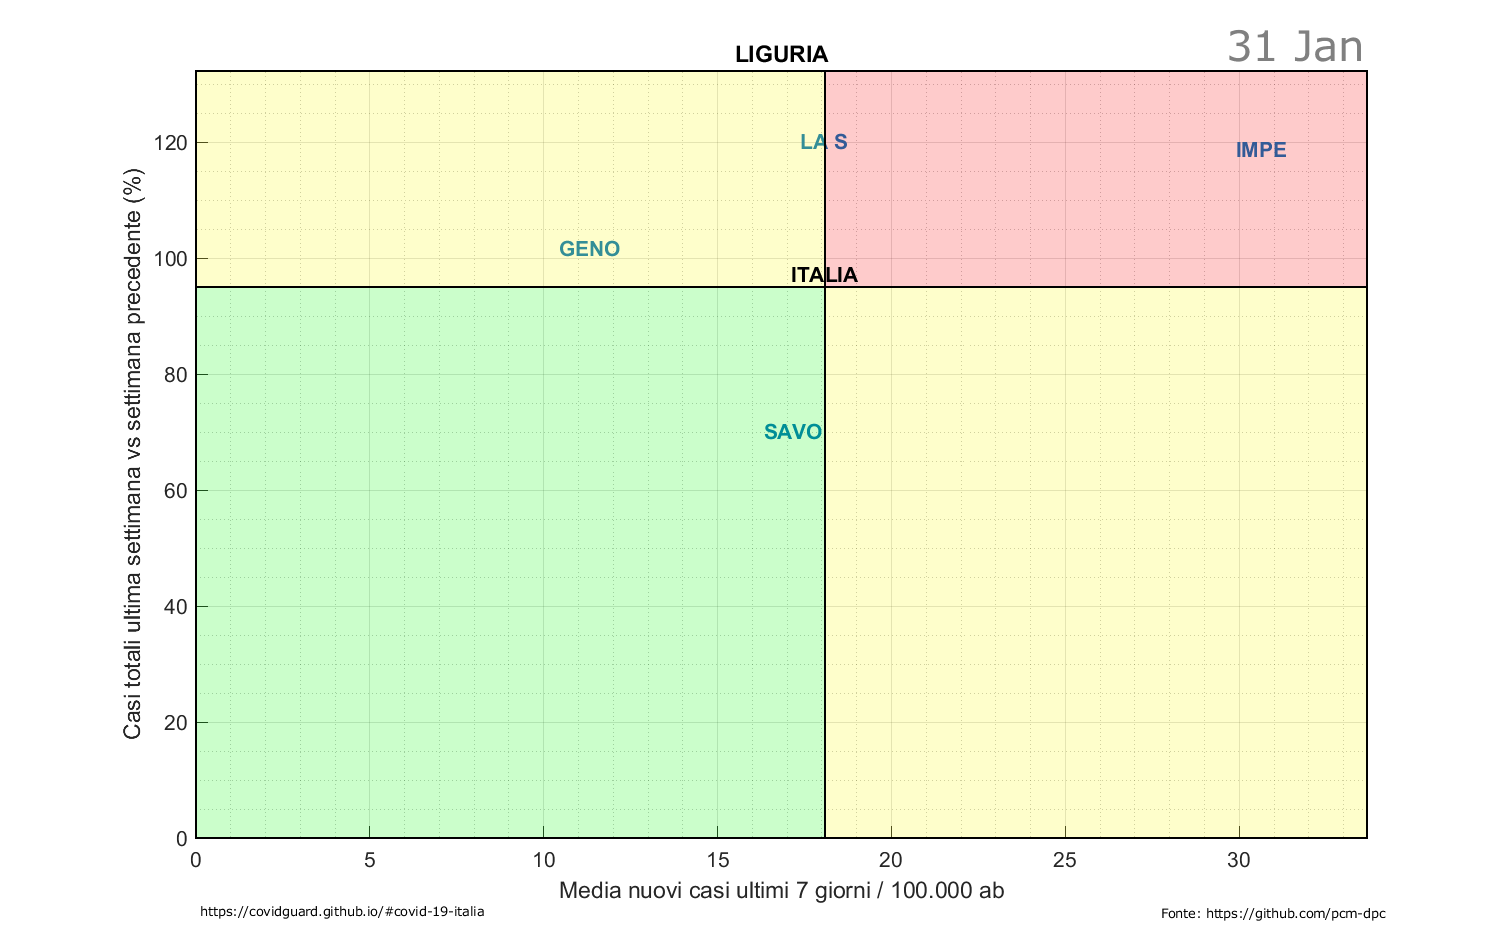 31 Jan
LIGURIA
120
LA S
IMPE
GENO
100
ITALIA
80
SAVO
60
40
20
0
Casi totali ultima settimana vs settimana precedente (%)
0 5 10 15 20 25 30
Media nuovi casi ultimi 7 giorni / 100.000 ab
https://covidguard.github.io/#covid-19-italia
Fonte: https://github.com/pcm-dpc